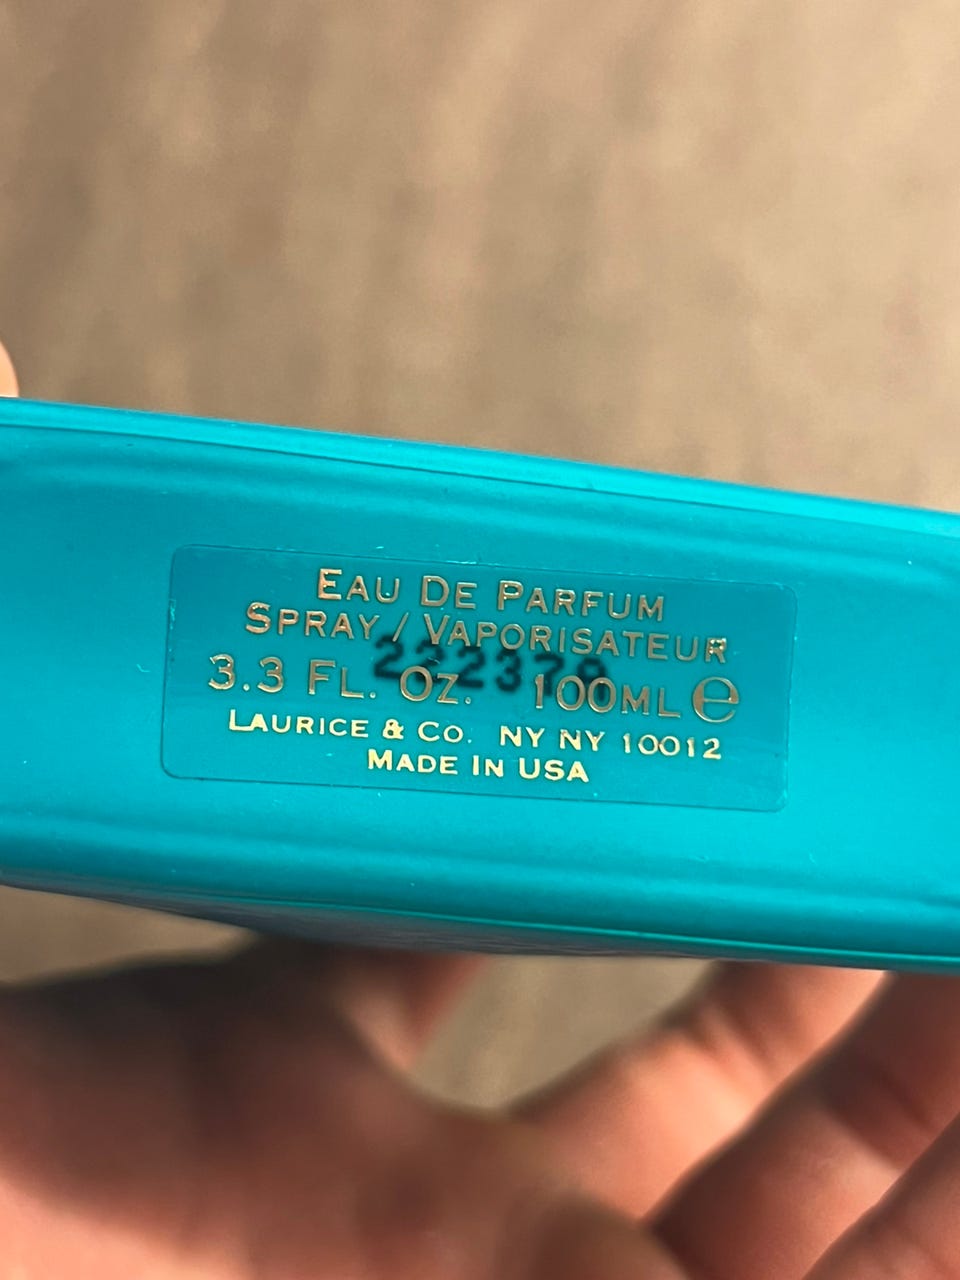 EAU DE PARFUM
SPRAY / VAPORISATEUR
222378
3.3 FL. OZ. 100ML ℮
LAURICE & CO. NY NY 10012
MADE IN USA